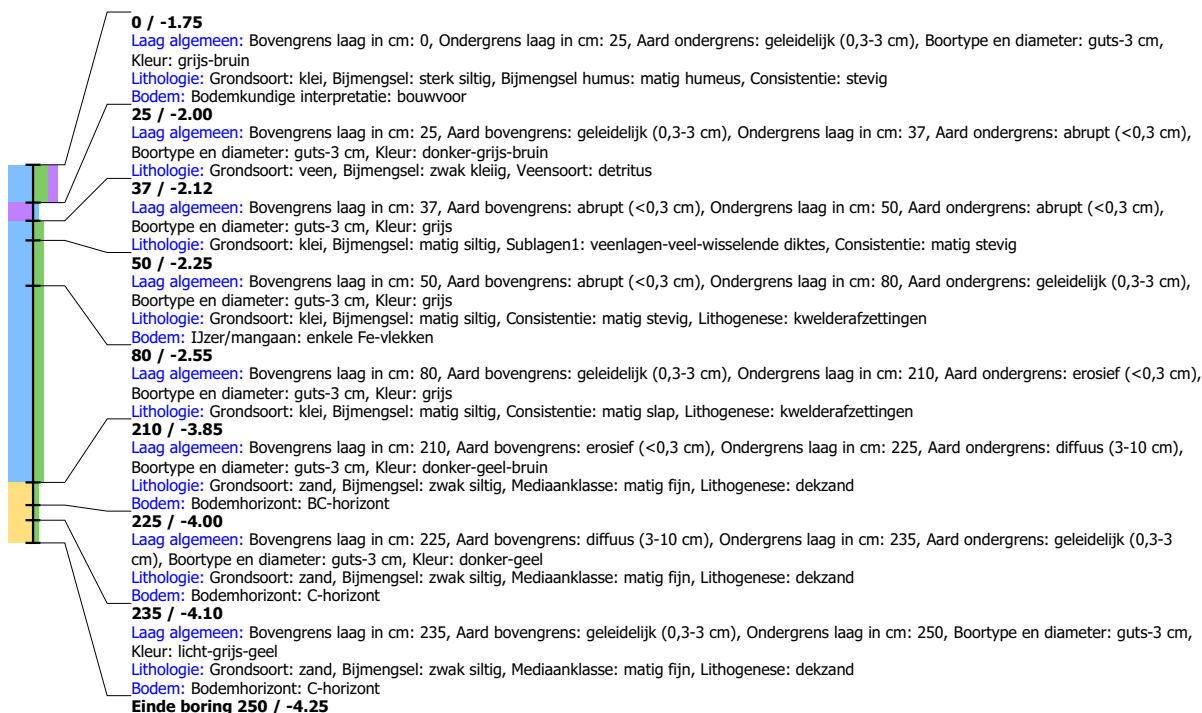 0 / -1.75
Laag algemeen: Bovengrens laag in cm: 0, Ondergrens laag in cm: 25, Aard ondergrens: geleidelijk (0,3-3 cm), Boortype en diameter: guts-3 cm,
Kleur: grijs-bruin
Lithologie: Grondsoort: klei, Bijmengsel: sterk siltig, Bijmengsel humus: matig humeus, Consistentie: stevig
Bodem: Bodemkundige interpretatie: bouwvoor
25 / -2.00
Laag algemeen: Bovengrens laag in cm: 25, Aard bovengrens: geleidelijk (0,3-3 cm), Ondergrens laag in cm: 37, Aard ondergrens: abrupt (<0,3 cm),
Boortype en diameter: guts-3 cm, Kleur: donker-grijs-bruin
Lithologie: Grondsoort: veen, Bijmengsel: zwak kleiig, Veensoort: detritus
37 / -2.12
Laag algemeen: Bovengrens laag in cm: 37, Aard bovengrens: abrupt (<0,3 cm), Ondergrens laag in cm: 50, Aard ondergrens: abrupt (<0,3 cm),
Boortype en diameter: guts-3 cm, Kleur: grijs
Lithologie: Grondsoort: klei, Bijmengsel: matig siltig, Sublagen1: veenlagen-veel-wisselende diktes, Consistentie: matig stevig
50 / -2.25
Laag algemeen: Bovengrens laag in cm: 50, Aard bovengrens: abrupt (<0,3 cm), Ondergrens laag in cm: 80, Aard ondergrens: geleidelijk (0,3-3 cm),
Boortype en diameter: guts-3 cm, Kleur: grijs
Lithologie: Grondsoort: klei, Bijmengsel: matig siltig, Consistentie: matig stevig, Lithogenese: kwelderafzettingen
Bodem: IJzer/mangaan: enkele Fe-vlekken
80 / -2.55
Laag algemeen: Bovengrens laag in cm: 80, Aard bovengrens: geleidelijk (0,3-3 cm), Ondergrens laag in cm: 210, Aard ondergrens: erosief (<0,3 cm),
Boortype en diameter: guts-3 cm, Kleur: grijs
Lithologie: Grondsoort: klei, Bijmengsel: matig siltig, Consistentie: matig slap, Lithogenese: kwelderafzettingen
210 / -3.85
Laag algemeen: Bovengrens laag in cm: 210, Aard bovengrens: erosief (<0,3 cm), Ondergrens laag in cm: 225, Aard ondergrens: diffuus (3-10 cm),
Boortype en diameter: guts-3 cm, Kleur: donker-geel-bruin
Lithologie: Grondsoort: zand, Bijmengsel: zwak siltig, Mediaanklasse: matig fijn, Lithogenese: dekzand
Bodem: Bodemhorizont: BC-horizont
225 / -4.00
Laag algemeen: Bovengrens laag in cm: 225, Aard bovengrens: diffuus (3-10 cm), Ondergrens laag in cm: 235, Aard ondergrens: geleidelijk (0,3-3
cm), Boortype en diameter: guts-3 cm, Kleur: donker-geel
Lithologie: Grondsoort: zand, Bijmengsel: zwak siltig, Mediaanklasse: matig fijn, Lithogenese: dekzand
Bodem: Bodemhorizont: C-horizont
235 / -4.10
Laag algemeen: Bovengrens laag in cm: 235, Aard bovengrens: geleidelijk (0,3-3 cm), Ondergrens laag in cm: 250, Boortype en diameter: guts-3 cm,
Kleur: licht-grijs-geel
Lithologie: Grondsoort: zand, Bijmengsel: zwak siltig, Mediaanklasse: matig fijn, Lithogenese: dekzand
Bodem: Bodemhorizont: C-horizont
Einde boring 250 / -4.25